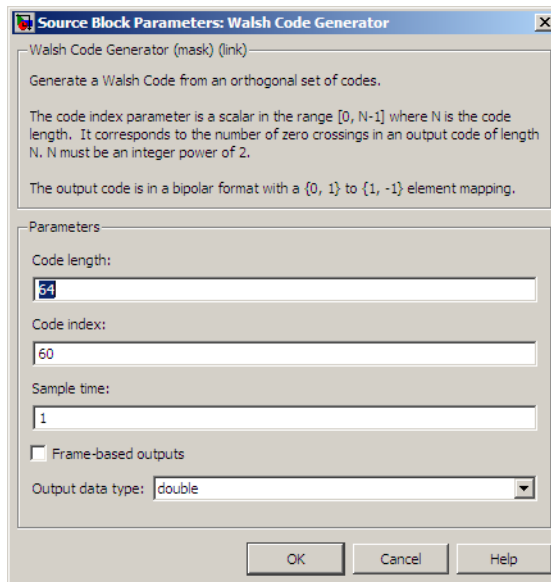 Source Block Parameters: Walsh Code Generator
Walsh Code Generator (mask) (link)
Generate a Walsh Code from an orthogonal set of codes.
The code index parameter is a scalar in the range [0, N-1] where N is the code
length.  It corresponds to the number of zero crossings in an output code of length
N. N must be an integer power of 2.
The output code is in a bipolar format with a {0, 1} to {1, -1} element mapping.
Parameters
Code length:
64
Code index:
60
Sample time:
1
Frame-based outputs
Output data type: double
OK Cancel Help